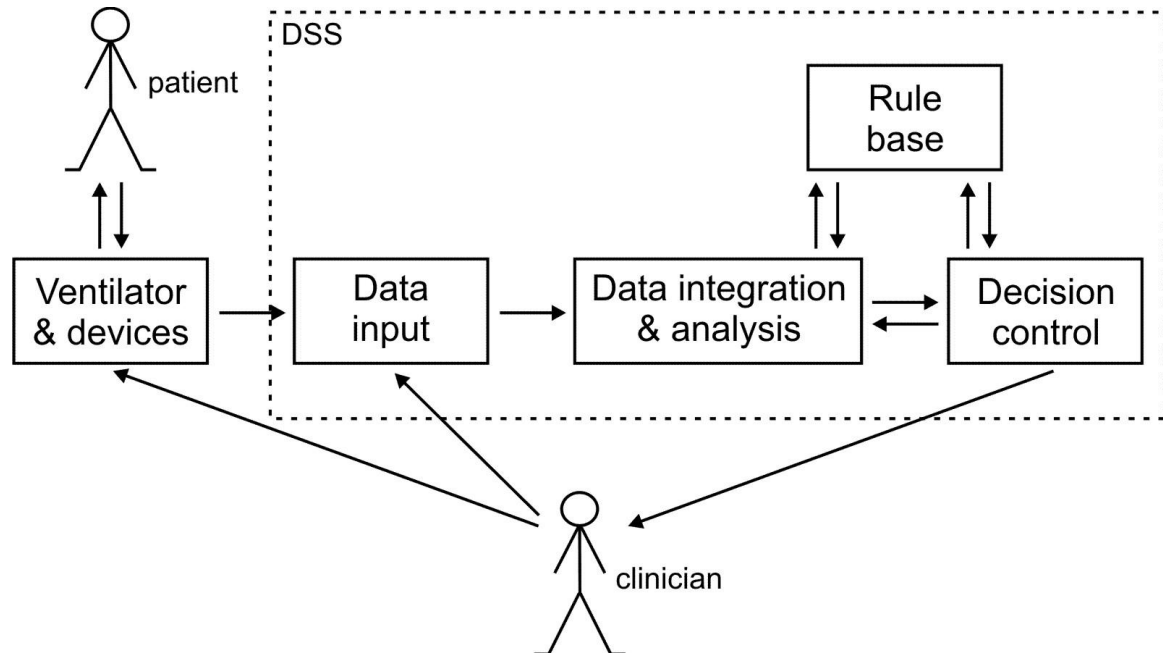 DSS
patient
Rule
base
Ventilator
& devices
Data
input
Data integration
& analysis
Decision
control
clinician